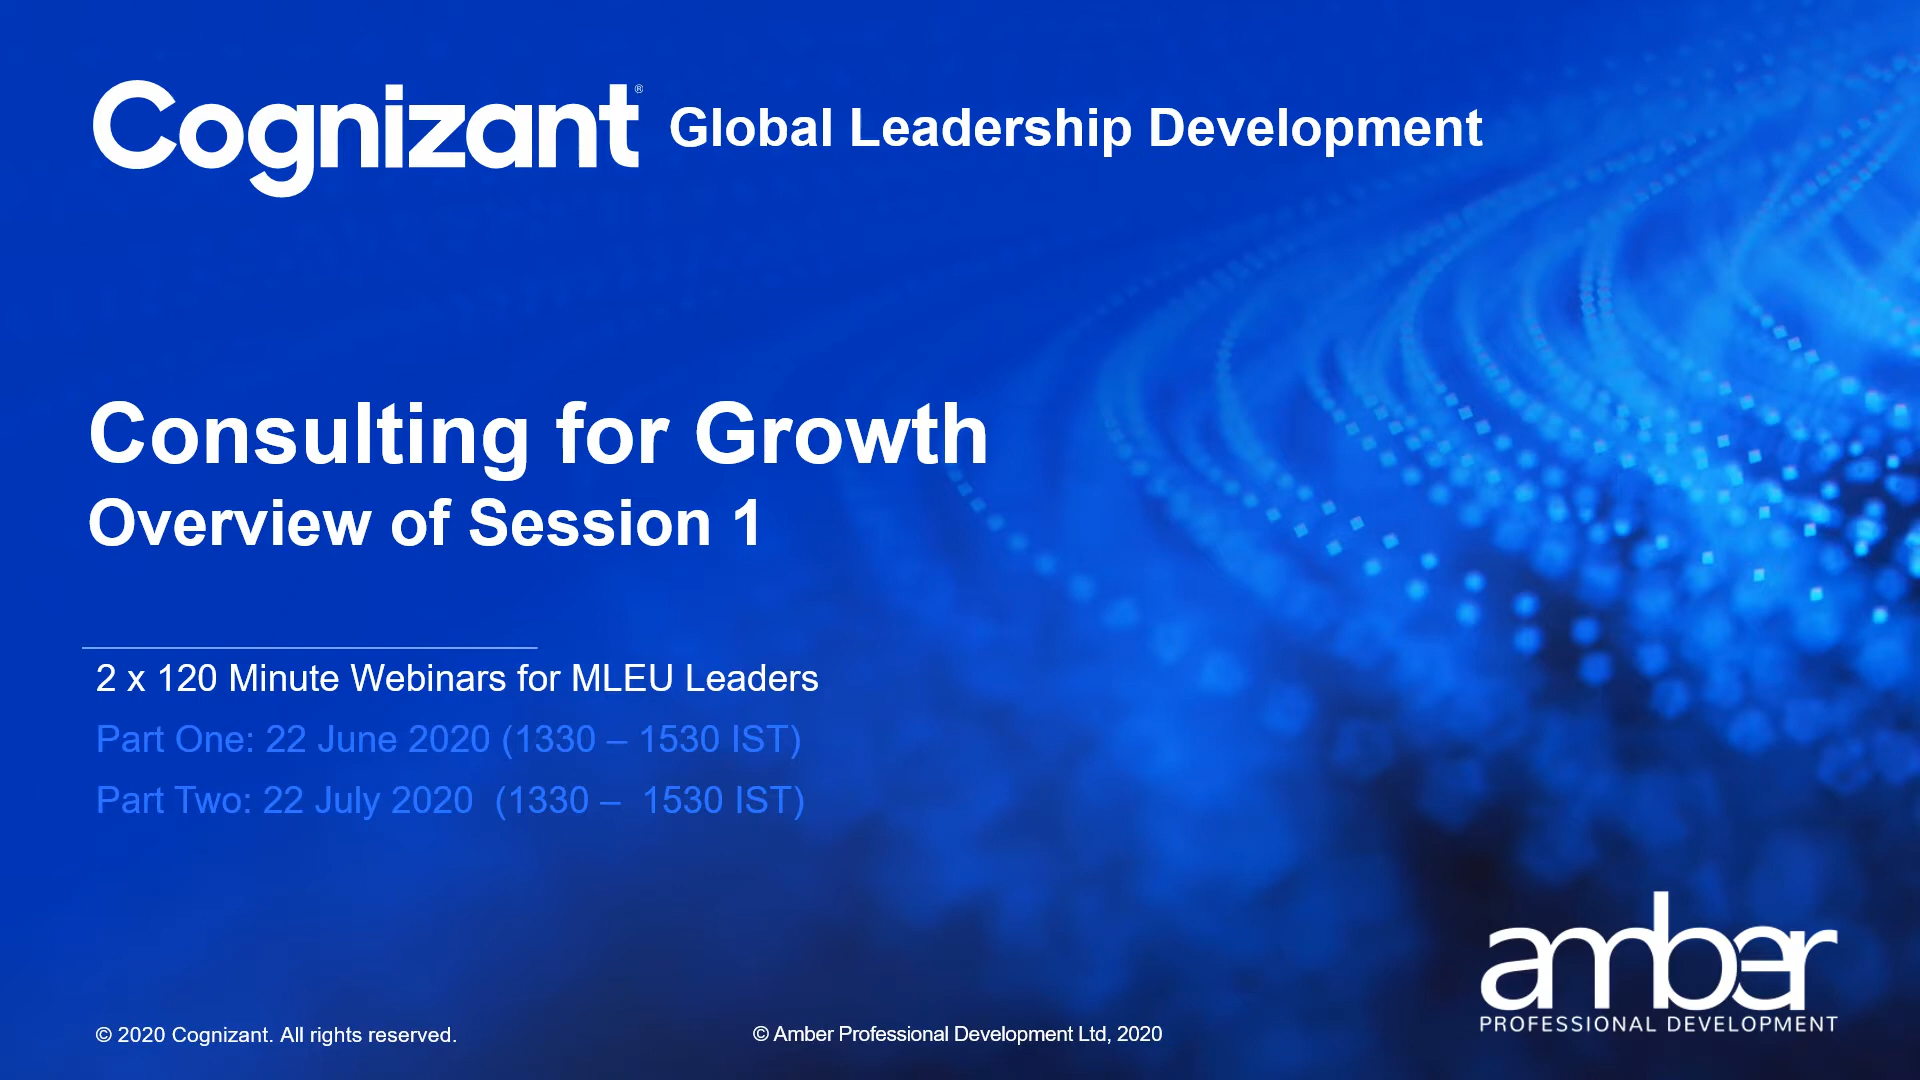 Cognizant® Global Leadership Development
Consulting for Growth
Overview of Session 1
2 x 120 Minute Webinars for MLEU Leaders
Part One: 22 June 2020 (1330 – 1530 IST)
Part Two: 22 July 2020  (1330 –  1530 IST)
amber
PROFESSIONAL DEVELOPMENT
© 2020 Cognizant. All rights reserved.
© Amber Professional Development Ltd, 2020